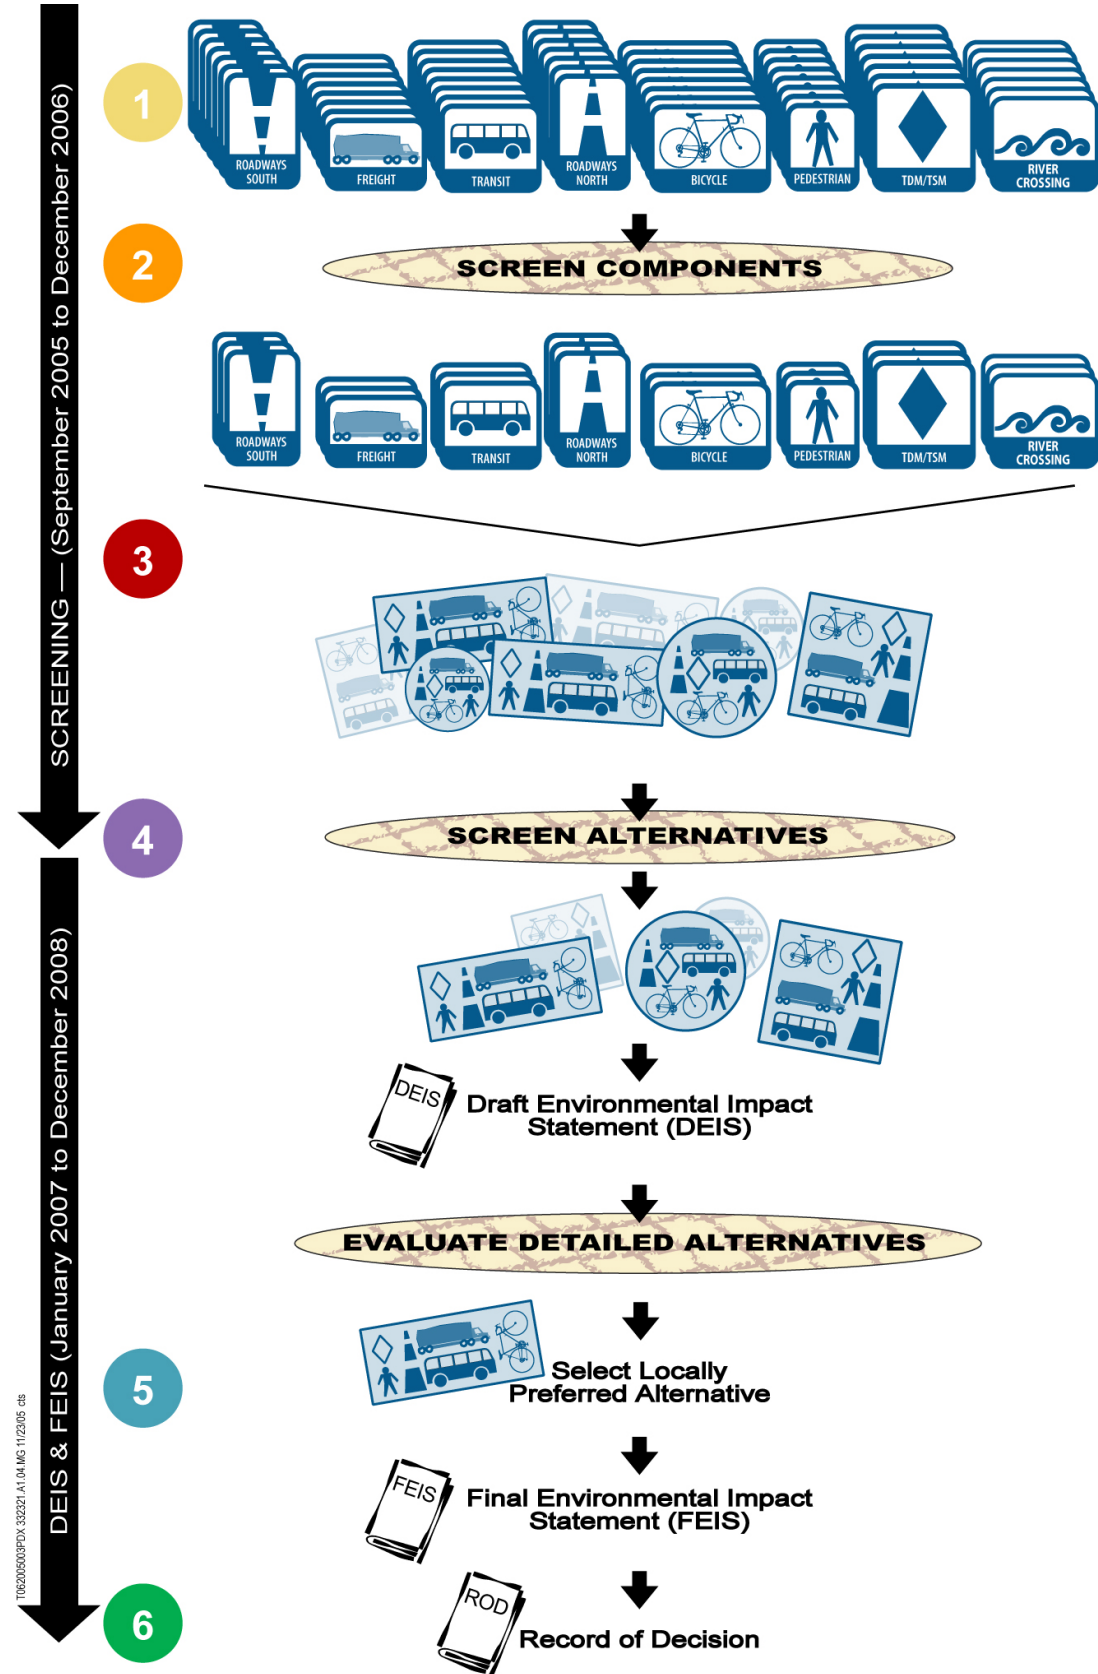 SCREENING — (September 2005 to December 2006)
1
ROADWAYS
SOUTH
FREIGHT
TRANSIT
ROADWAYS
NORTH
BICYCLE
PEDESTRIAN
TDM/TSM
RIVER
CROSSING
2
SCREEN COMPONENTS
ROADWAYS
SOUTH
FREIGHT
TRANSIT
ROADWAYS
NORTH
BICYCLE
PEDESTRIAN
TDM/TSM
RIVER
CROSSING
3
4
SCREEN ALTERNATIVES
DEIS & FEIS (January 2007 to December 2008)
DEIS
Draft Environmental Impact
Statement (DEIS)
EVALUATE DETAILED ALTERNATIVES
5
Select Locally
Preferred Alternative
FEIS
Final Environmental Impact
Statement (FEIS)
6
ROD
Record of Decision
T062005003PDX 332321.A1.04.MG 11/23/05 cts